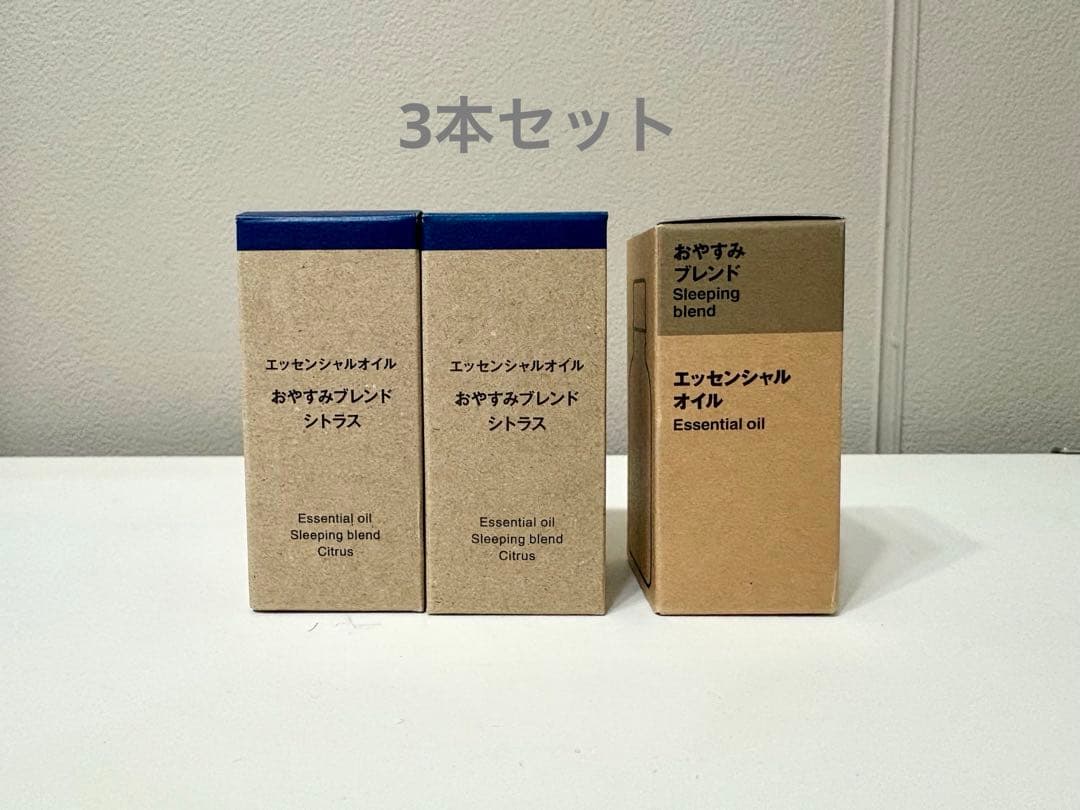 3本セット
エッセンシャルオイル
おやすみブレンド
シトラス
Essential oil
Sleeping blend
Citrus
エッセンシャルオイル
おやすみブレンド
シトラス
Essential oil
Sleeping blend
Citrus
おやすみ
ブレンド
Sleeping
blend
エッセンシャル
オイル
Essential oil